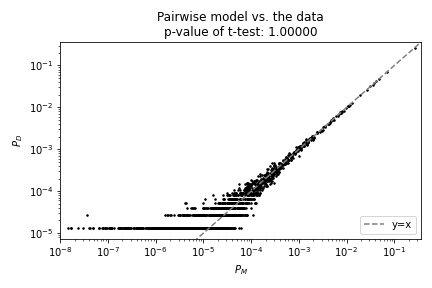 Pairwise model vs. the data
p-value of t-test: 1.00000
10⁻¹
10⁻²
10⁻³
10⁻⁴
10⁻⁵
P_D
y=x
10⁻⁸ 10⁻⁷ 10⁻⁶ 10⁻⁵ 10⁻⁴ 10⁻³ 10⁻² 10⁻¹
P_M